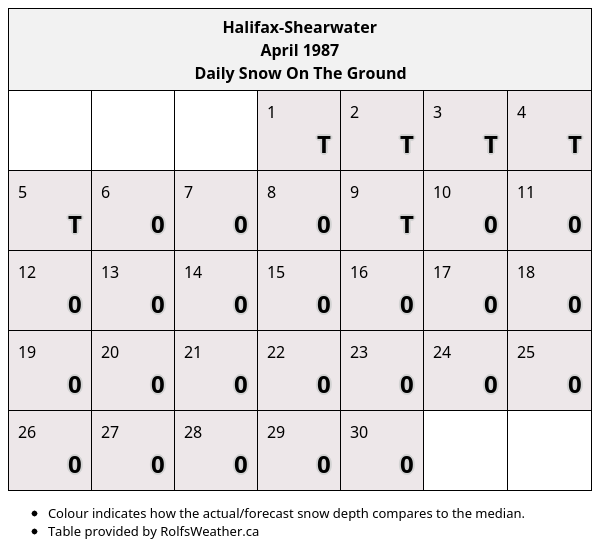 Halifax-Shearwater
April 1987
Daily Snow On The Ground
1 2 3 4
T T T T
5 6 7 8 9 10 11
T 0 0 0 T 0 0
12 13 14 15 16 17 18
0 0 0 0 0 0 0
19 20 21 22 23 24 25
0 0 0 0 0 0 0
26 27 28 29 30
0 0 0 0 0
• Colour indicates how the actual/forecast snow depth compares to the median.
• Table provided by RolfsWeather.ca